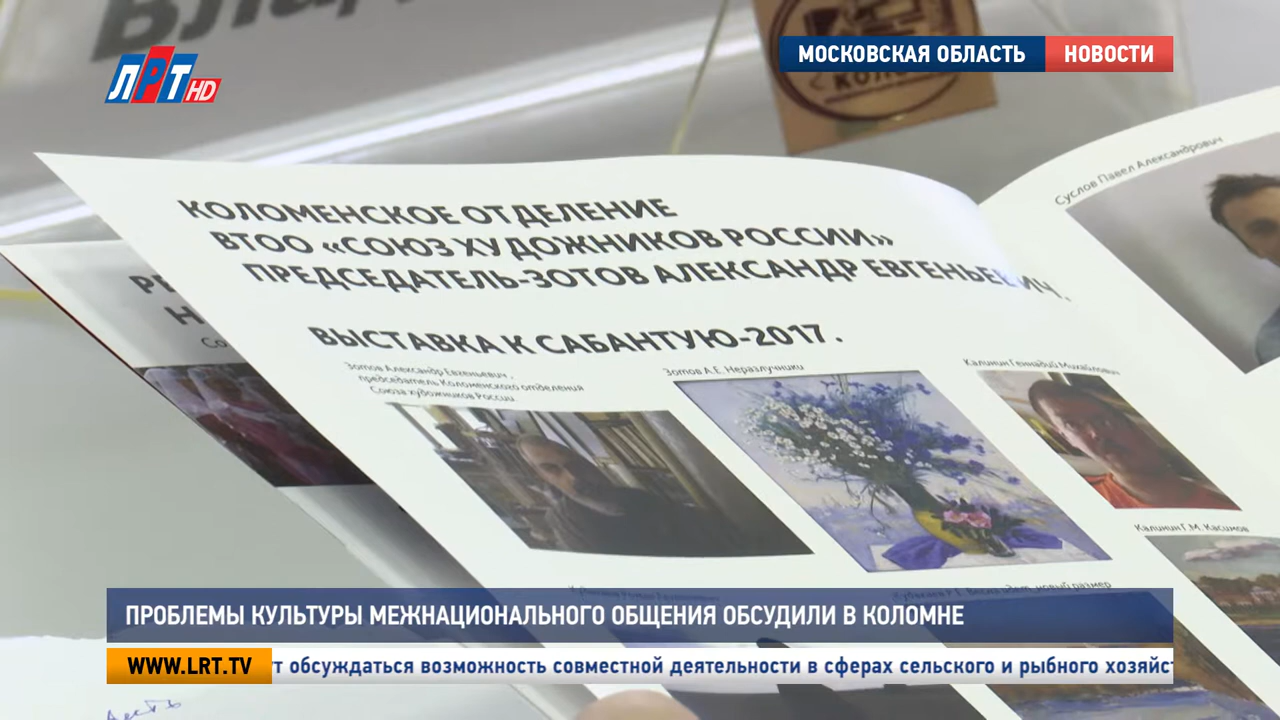 ЛРТ HD
МОСКОВСКАЯ ОБЛАСТЬ НОВОСТИ
КОЛОМЕНСКОЕ ОТДЕЛЕНИЕ
ВТОО «СОЮЗ ХУДОЖНИКОВ РОССИИ»
ПРЕДСЕДАТЕЛЬ-ЗОТОВ АЛЕКСАНДР ЕВГЕНЬЕВИЧ.
ВЫСТАВКА К САБАНТУЮ-2017.
Зотов Александр Евгеньевич,
председатель Коломенского отделения
Союза художников России
Зотов А.Е. Неразлучники
Калинин Геннадий Михайлович
Суслов Павел Александрович
Калинин Г.М. Касимов
ПРОБЛЕМЫ КУЛЬТУРЫ МЕЖНАЦИОНАЛЬНОГО ОБЩЕНИЯ ОБСУДИЛИ В КОЛОМНЕ
WWW.LRT.TV
обсуждаться возможность совместной деятельности в сферах сельского и рыбного